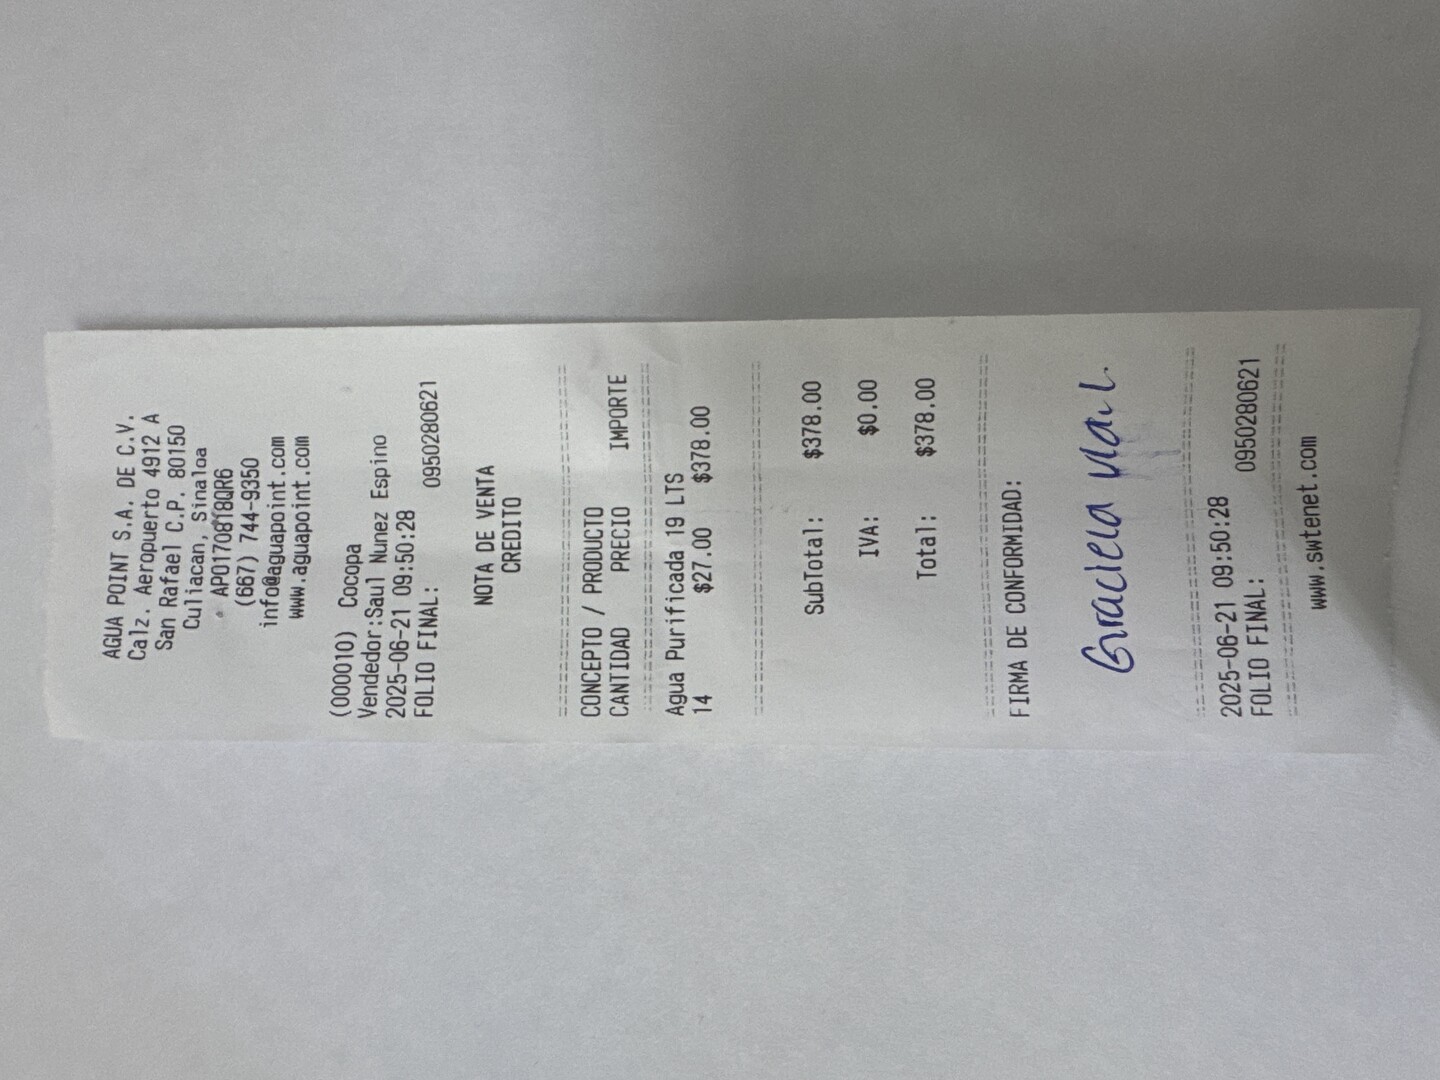 AGUA POINT S.A. DE C.V.
Calz. Aeropuerto 4912 A
San Rafael C.P. 80150
Culiacan, Sinaloa
APO170818QR6
(667) 744-9350
info@aguapoint.com
www.aguapoint.com
(000010) Cocopa
Vendedor:Saul Nunez Espino
2025-06-21 09:50:28
FOLIO FINAL: 0950280621
NOTA DE VENTA
CREDITO
CONCEPTO / PRODUCTO
CANTIDAD PRECIO IMPORTE
Agua Purificada 19 LTS
14 $27.00 $378.00
SubTotal: $378.00
IVA: $0.00
Total: $378.00
FIRMA DE CONFORMIDAD:
Graciela
2025-06-21 09:50:28
FOLIO FINAL: 0950280621
www.swtenet.com